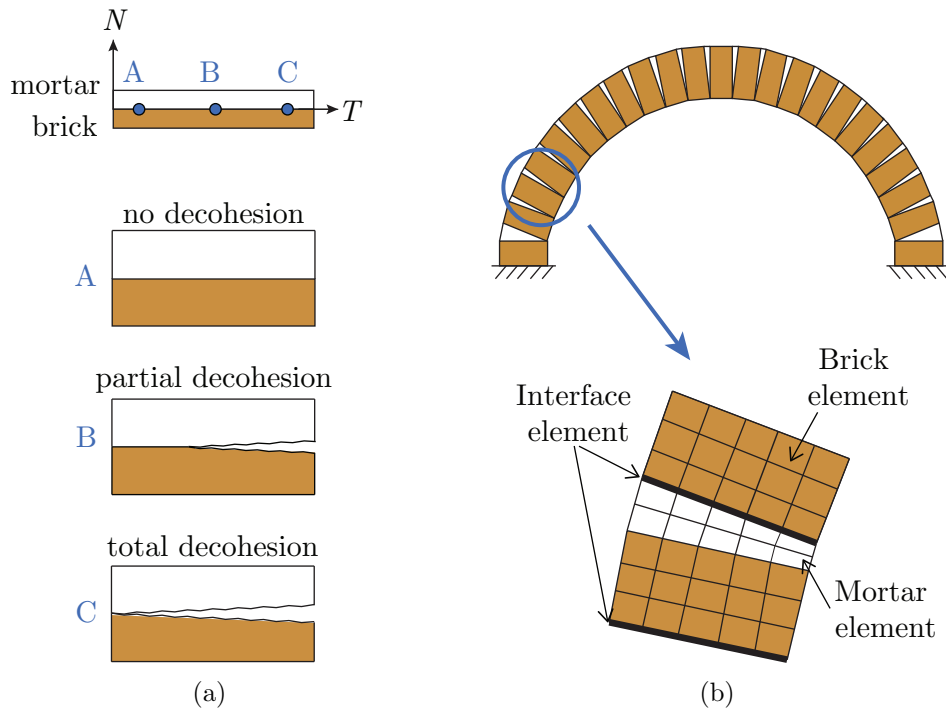 N
A B C
mortar
brick
T
no decohesion
A
partial decohesion
B
total decohesion
C
(a)
Brick
element
Interface
element
Mortar
element
(b)